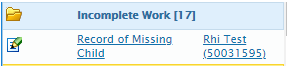 Incomplete Work [17]
Record of Missing Rhi Test
Child (50031595)